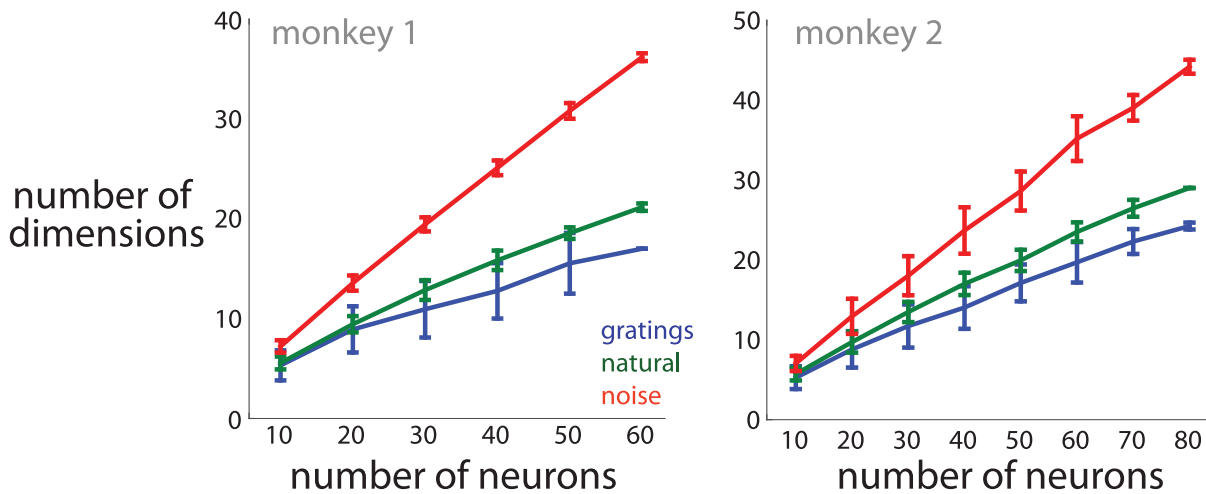 monkey 1
40
30
20
10
0
number of
dimensions
gratings
natural
noise
10 20 30 40 50 60
number of neurons
monkey 2
50
40
30
20
10
0
10 20 30 40 50 60 70 80
number of neurons